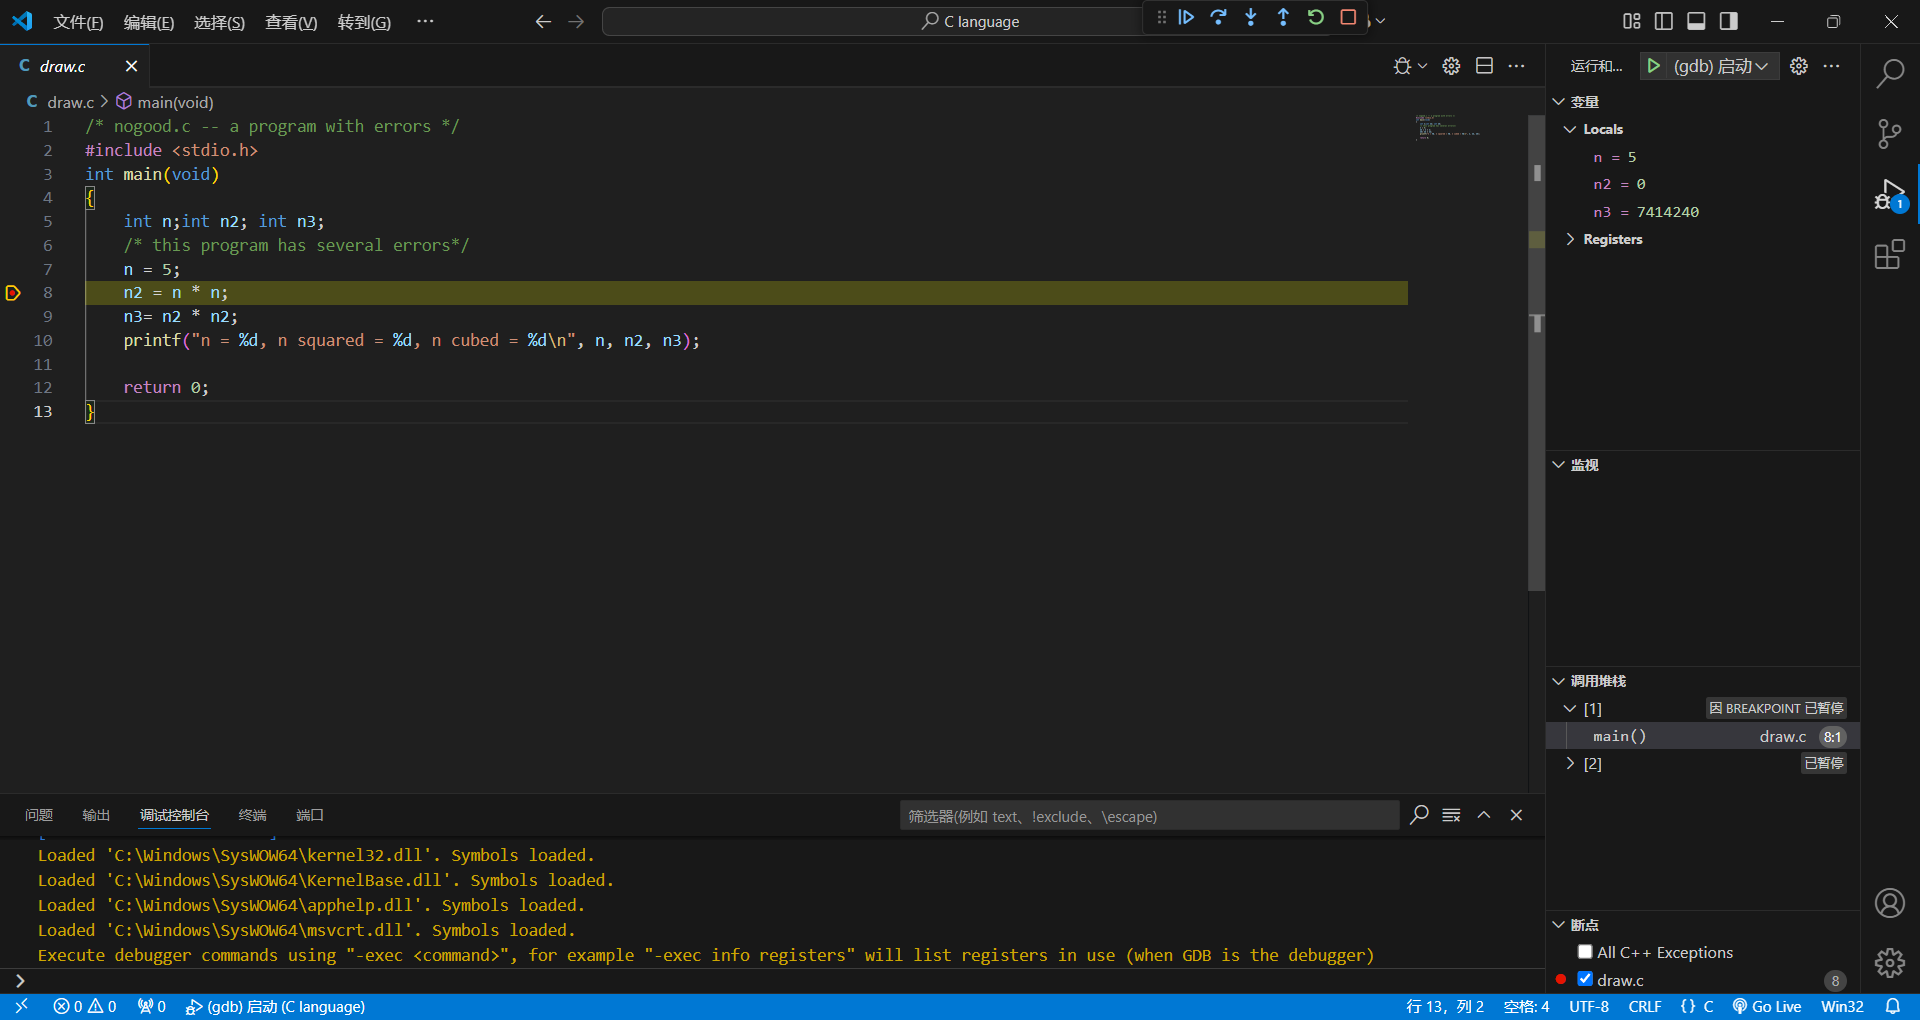 文件(F) 编辑(E) 选择(S) 查看(V) 转到(G) ··· C language
C draw.c
C draw.c > main(void)
1 /* nogood.c -- a program with errors */
2 #include <stdio.h>
3 int main(void)
4 {
5 int n;int n2; int n3;
6 /* this program has several errors*/
7 n = 5;
8 n2 = n * n;
9 n3= n2 * n2;
10 printf("n = %d, n squared = %d, n cubed = %d\n", n, n2, n3);
11
12 return 0;
13 }
运行和... (gdb) 启动
变量
Locals
n = 5
n2 = 0
n3 = 7414240
Registers
监视
调用堆栈
[1] 因 BREAKPOINT 已暂停
main() draw.c 8:1
[2] 已暂停
断点
All C++ Exceptions
draw.c 8
1
问题 输出 调试控制台 终端 端口 筛选器(例如 text、!exclude、\escape)
Loaded 'C:\Windows\SysWOW64\kernel32.dll'. Symbols loaded.
Loaded 'C:\Windows\SysWOW64\KernelBase.dll'. Symbols loaded.
Loaded 'C:\Windows\SysWOW64\apphelp.dll'. Symbols loaded.
Loaded 'C:\Windows\SysWOW64\msvcrt.dll'. Symbols loaded.
Execute debugger commands using "-exec <command>", for example "-exec info registers" will list registers in use (when GDB is the debugger)
0 0 0 (gdb) 启动 (C language) 行 13, 列 2 空格: 4 UTF-8 CRLF {} C Go Live Win32